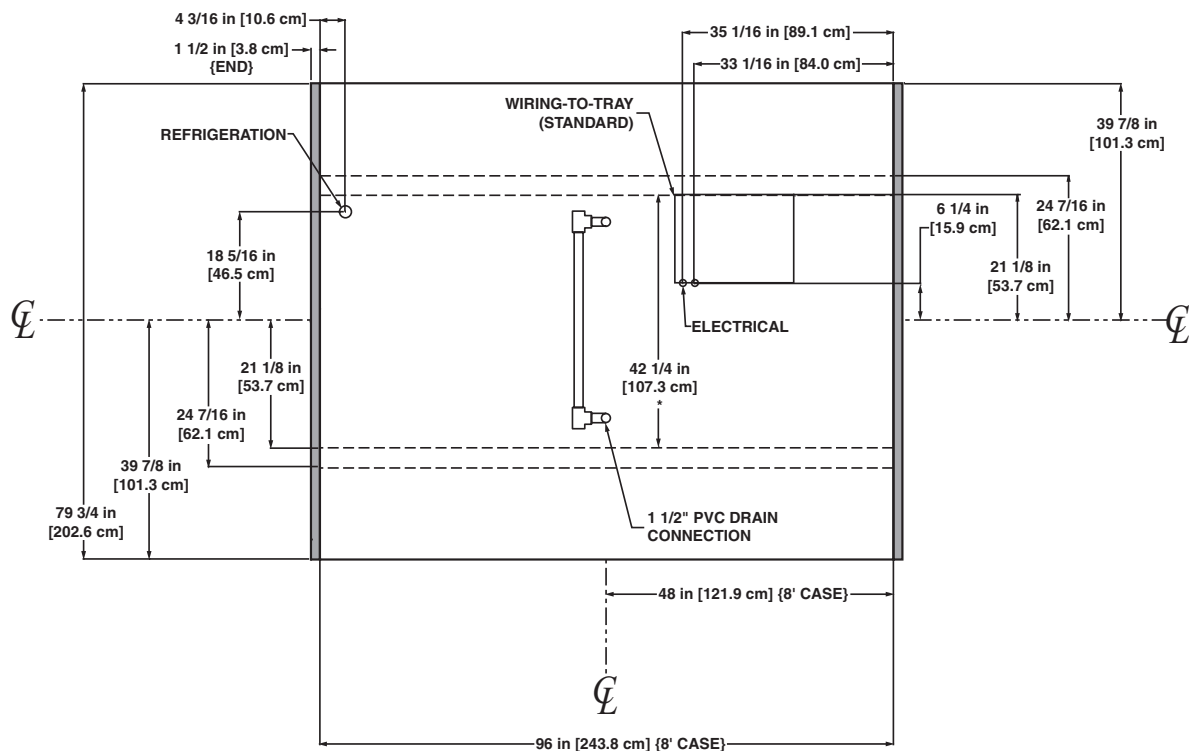 4 3/16 in [10.6 cm]
1 1/2 in [3.8 cm]
{END}
35 1/16 in [89.1 cm]
33 1/16 in [84.0 cm]
WIRING-TO-TRAY
(STANDARD)
REFRIGERATION
39 7/8 in
[101.3 cm]
6 1/4 in
[15.9 cm]
24 7/16 in
[62.1 cm]
21 1/8 in
[53.7 cm]
18 5/16 in
[46.5 cm]
CL
CL
ELECTRICAL
21 1/8 in
[53.7 cm]
42 1/4 in
[107.3 cm]
*
24 7/16 in
[62.1 cm]
39 7/8 in
[101.3 cm]
79 3/4 in
[202.6 cm]
1 1/2" PVC DRAIN
CONNECTION
48 in [121.9 cm] {8' CASE}
CL
96 in [243.8 cm] {8' CASE}